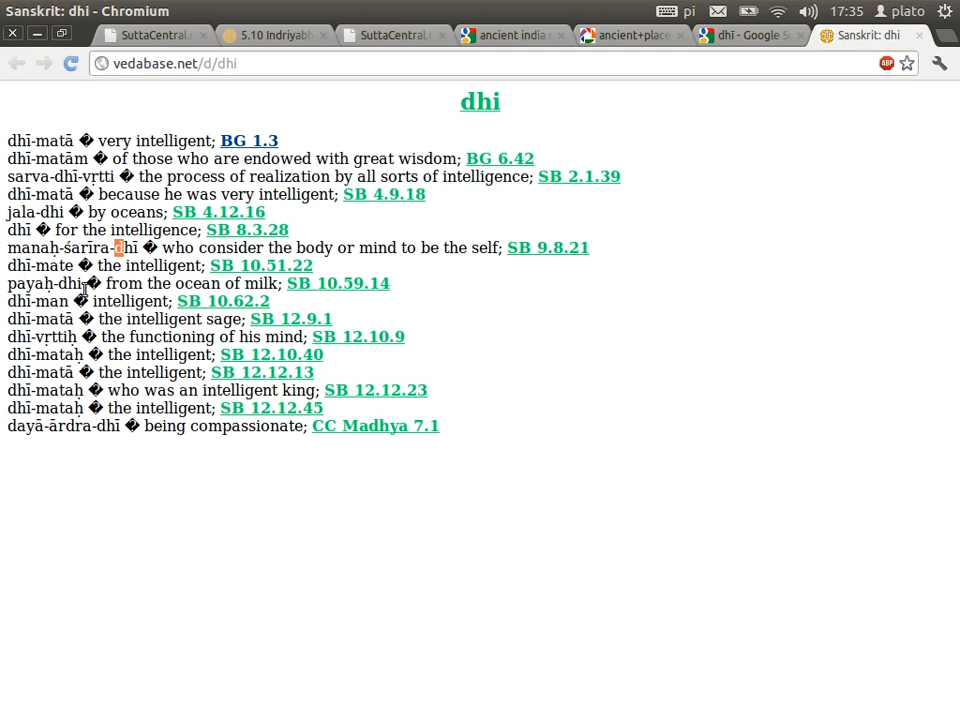 Sanskrit: dhi - Chromium
pi
17:35
plato
SuttaCentral.
5.10 Indriyabh
SuttaCentral.
ancient india
ancient+place
dhī - Google S
Sanskrit: dhi
vedabase.net/d/dhi
ABP
dhi
dhī-matā � very intelligent; BG 1.3
dhī-matām � of those who are endowed with great wisdom; BG 6.42
sarva-dhī-vṛtti � the process of realization by all sorts of intelligence; SB 2.1.39
dhī-matā � because he was very intelligent; SB 4.9.18
jala-dhi � by oceans; SB 4.12.16
dhī � for the intelligence; SB 8.3.28
manaḥ-śarīra-dhī � who consider the body or mind to be the self; SB 9.8.21
dhī-mate � the intelligent; SB 10.51.22
payaḥ-dhi � from the ocean of milk; SB 10.59.14
dhī-man � intelligent; SB 10.62.2
dhī-matā � the intelligent sage; SB 12.9.1
dhī-vṛttiḥ � the functioning of his mind; SB 12.10.9
dhī-mataḥ � the intelligent; SB 12.10.40
dhī-matā � the intelligent; SB 12.12.13
dhī-mataḥ � who was an intelligent king; SB 12.12.23
dhī-mataḥ � the intelligent; SB 12.12.45
dayā-ārdra-dhī � being compassionate; CC Madhya 7.1